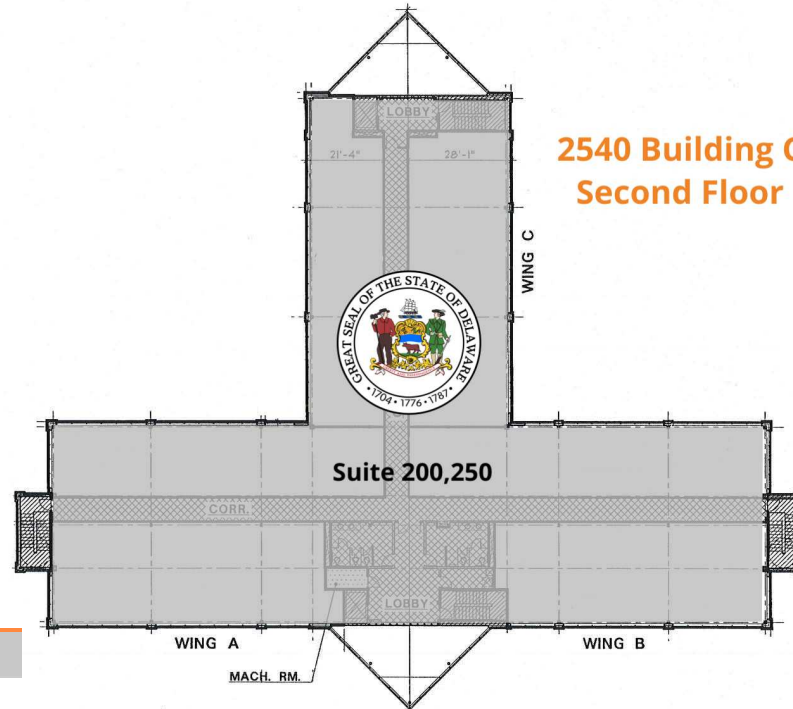 LOBBY
21'-4"
28'-1"
2540 Building
Second Floor
WING C
GREAT SEAL OF THE STATE OF DELAWARE
• 1704 • 1776 • 1787 •
Suite 200,250
CORR.
LOBBY
WING A
WING B
MACH. RM.